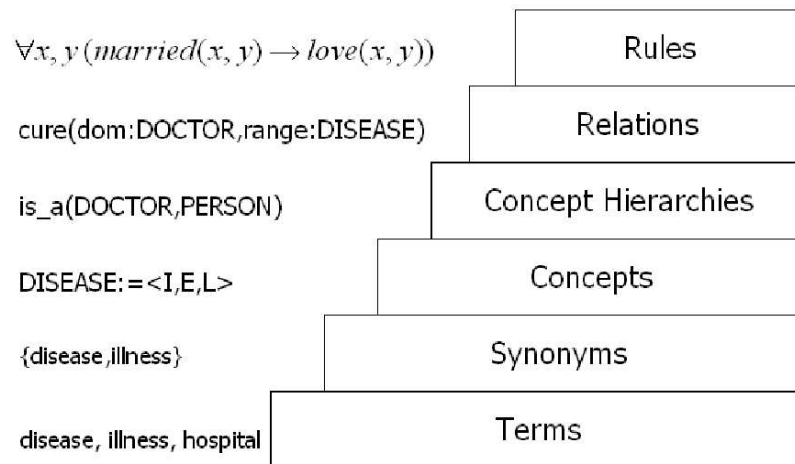 ∀x, y (married(x, y) → love(x, y)) Rules
cure(dom:DOCTOR,range:DISEASE) Relations
is_a(DOCTOR,PERSON) Concept Hierarchies
DISEASE:=<I,E,L> Concepts
{disease,illness} Synonyms
disease, illness, hospital Terms